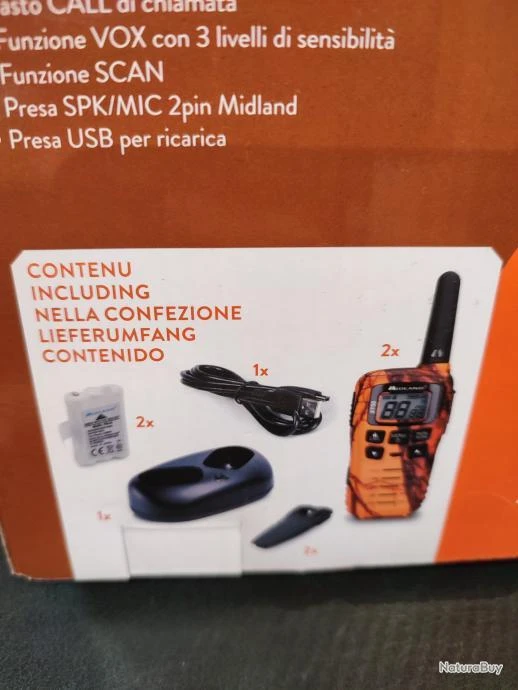 asto CALL di chiamata
Funzione VOX con 3 livelli di sensibilità
Funzione SCAN
Presa SPK/MIC 2pin Midland
• Presa USB per ricarica
CONTENU
INCLUDING
NELLA CONFEZIONE
LIEFERUMFANG
CONTENIDO
1x
2x
MIDLAND
88
2x
1x
2x
NaturaBuy